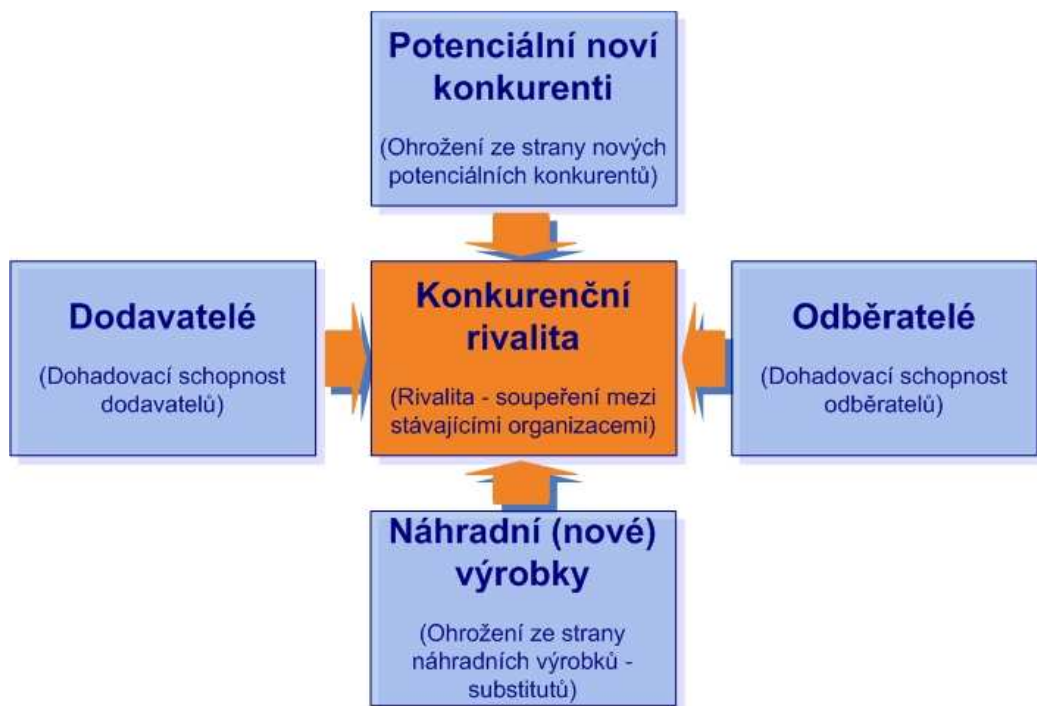 Potenciální noví
konkurenti
(Ohrožení ze strany nových
potenciálních konkurentů)
Dodavatelé
(Dohadovací schopnost
dodavatelů)
Konkurenční
rivalita
(Rivalita - soupeření mezi
stávajícími organizacemi)
Odběratelé
(Dohadovací schopnost
odběratelů)
Náhradní (nové)
výrobky
(Ohrožení ze strany
náhradních výrobků -
substitutů)